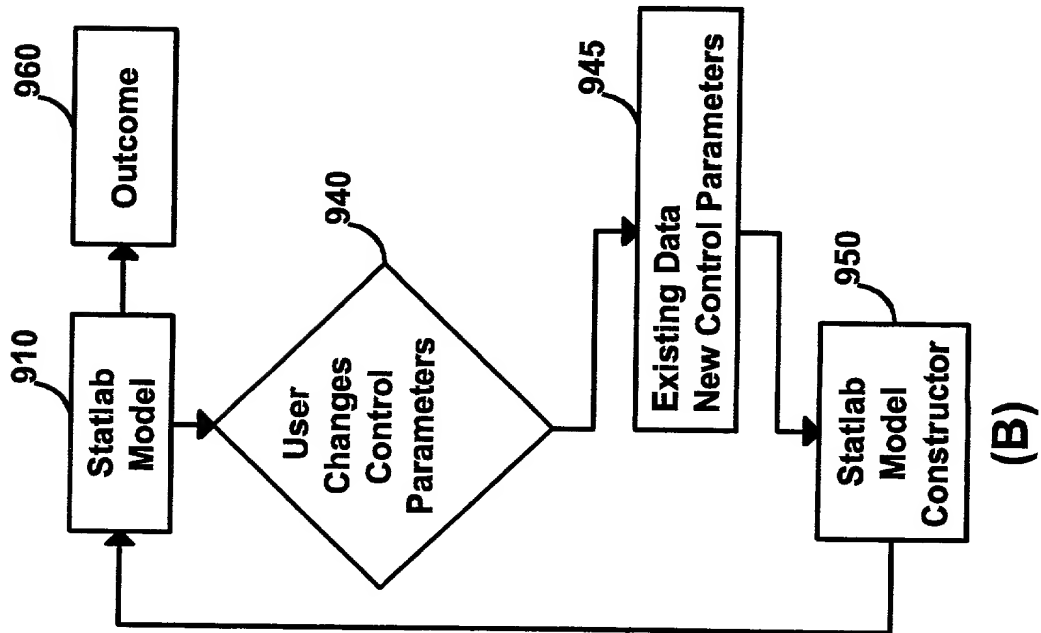 910
Statlab
Model
960
Outcome
940
User
Changes
Control
Parameters
945
Existing Data
New Control Parameters
950
Statlab
Model
Constructor
(B)